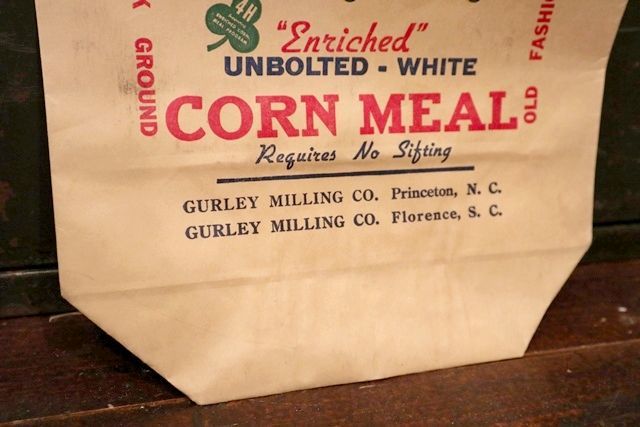 4H
"Enriched"
UNBOLTED - WHITE
CORN MEAL
Requires No Sifting
GURLEY MILLING CO. Princeton, N. C.
GURLEY MILLING CO. Florence, S. C.
GROUND
OLD